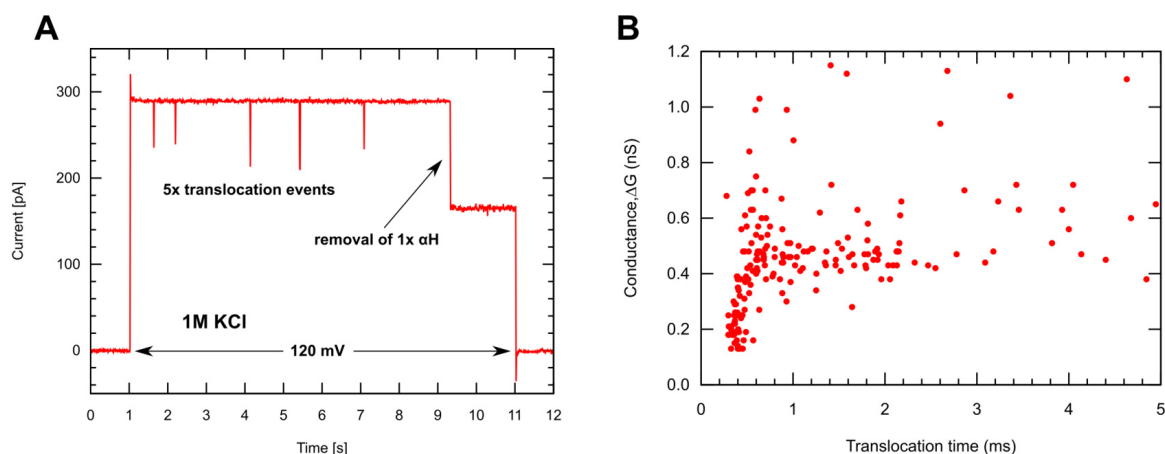 A
300
200
100
0
Current [pA]
5x translocation events
removal of 1x αH
1M KCl
120 mV
0 1 2 3 4 5 6 7 8 9 10 11 12
Time [s]
B
1.2
1.0
0.8
0.6
0.4
0.2
0.0
Conductance,ΔG (nS)
0 1 2 3 4 5
Translocation time (ms)